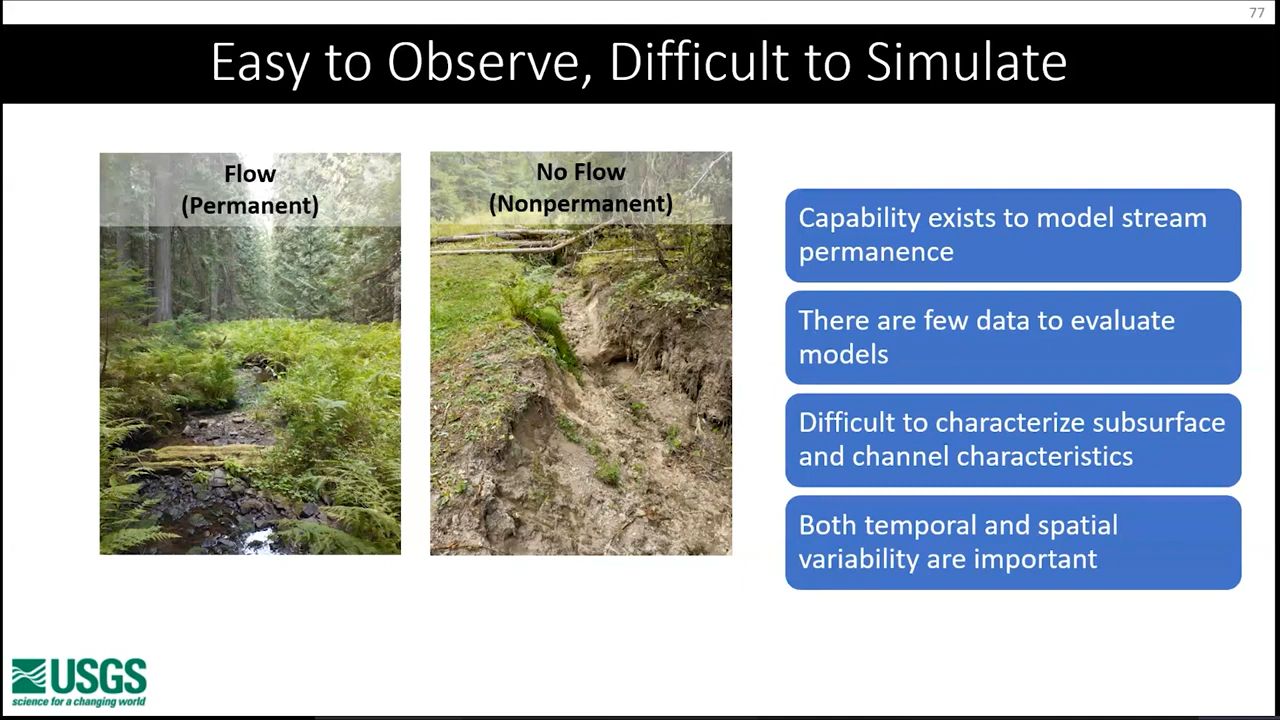 77
Easy to Observe, Difficult to Simulate
Flow
(Permanent)
No Flow
(Nonpermanent)
Capability exists to model stream
permanence
There are few data to evaluate
models
Difficult to characterize subsurface
and channel characteristics
Both temporal and spatial
variability are important
USGS
science for a changing world